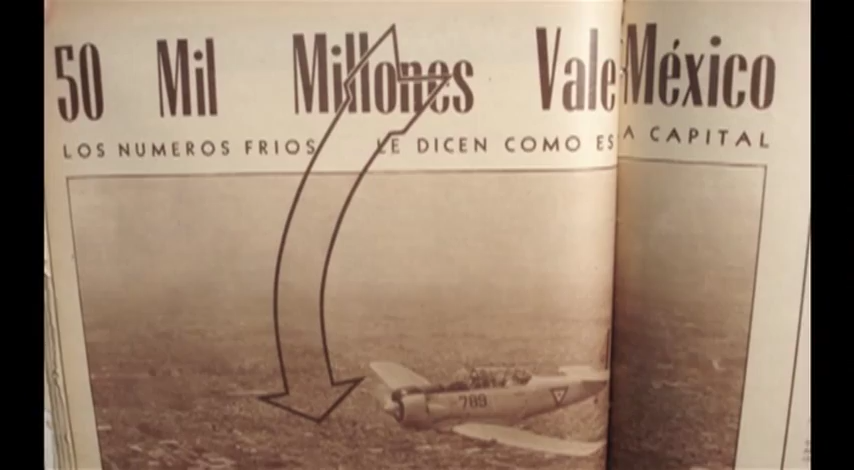 50 Mil Millones Vale México
LOS NUMEROS FRIOS LE DICEN COMO ES A CAPITAL
789